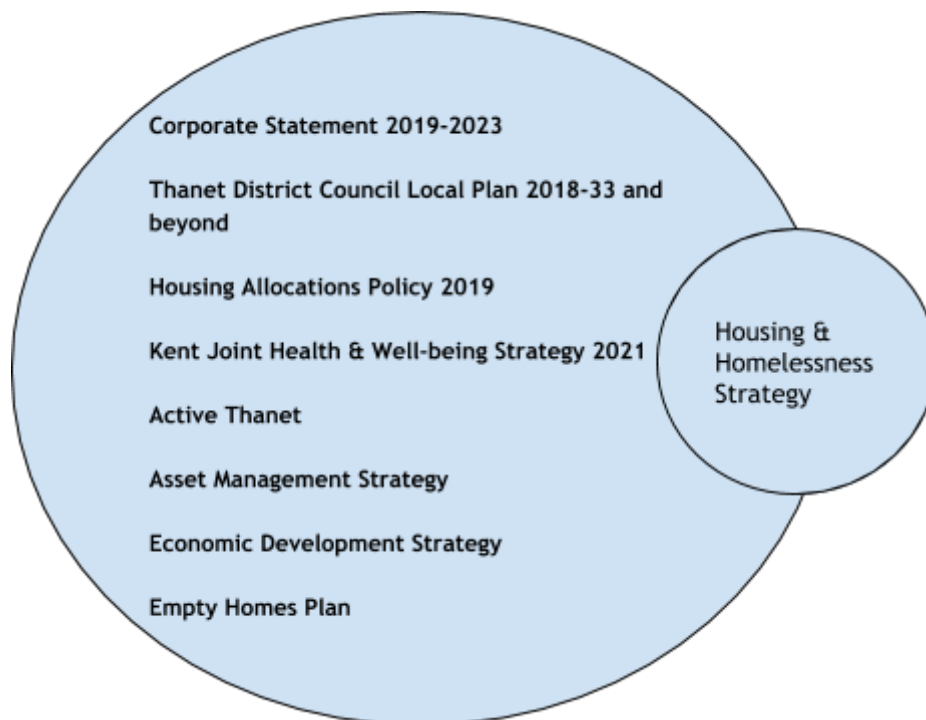 Corporate Statement 2019-2023
Thanet District Council Local Plan 2018-33 and
beyond
Housing Allocations Policy 2019
Kent Joint Health & Well-being Strategy 2021
Active Thanet
Asset Management Strategy
Economic Development Strategy
Empty Homes Plan
Housing &
Homelessness
Strategy